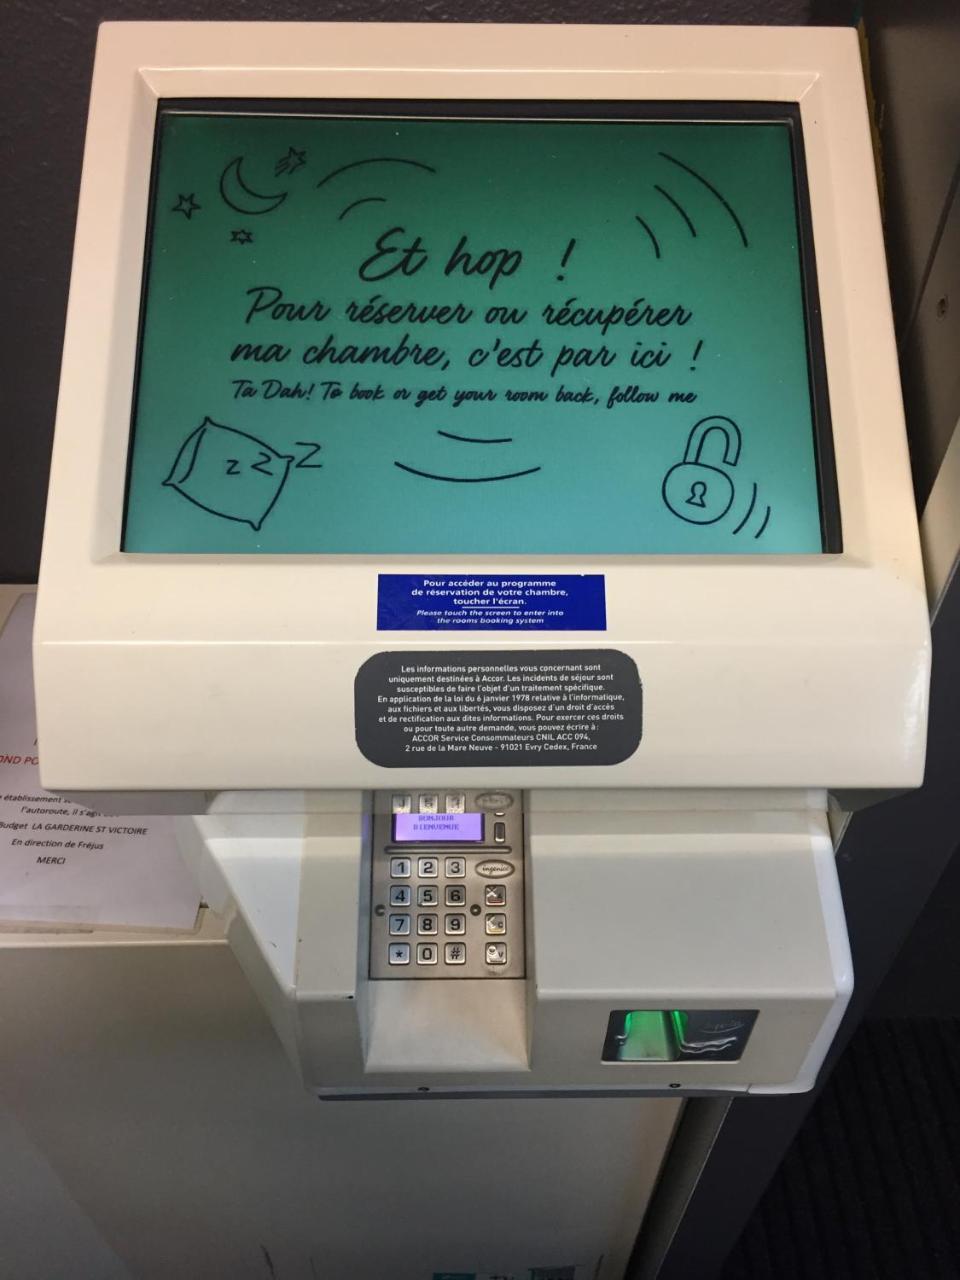 Et hop !
Pour réserver ou récupérer
ma chambre, c'est par ici !
Ta Dah! To book or get your room back, follow me
z z z
Pour accéder au programme
de réservation de votre chambre,
toucher l'écran.
Please touch the screen to enter into
the rooms booking system
Les informations personnelles vous concernant sont
uniquement destinées à Accor. Les incidents de séjour sont
susceptibles de faire l'objet d'un traitement spécifique.
En application de la loi du 6 janvier 1978 relative à l'informatique,
aux fichiers et aux libertés, vous disposez d'un droit d'accès
et de rectification aux dites informations. Pour exercer ces droits
ou pour toute autre demande, vous pouvez écrire à :
ACCOR Service Consommateurs CNIL ACC 094,
2 rue de la Mare Neuve - 91021 Evry Cedex, France
OND PO
établissement
l'autoroute, il s'agit
Budget LA GARDERINE ST VICTOIRE
En direction de Fréjus
MERCI
BONJOUR
BIENVENUE
1 2 3 ingenico
4 5 6
7 8 9 C
* 0 # V